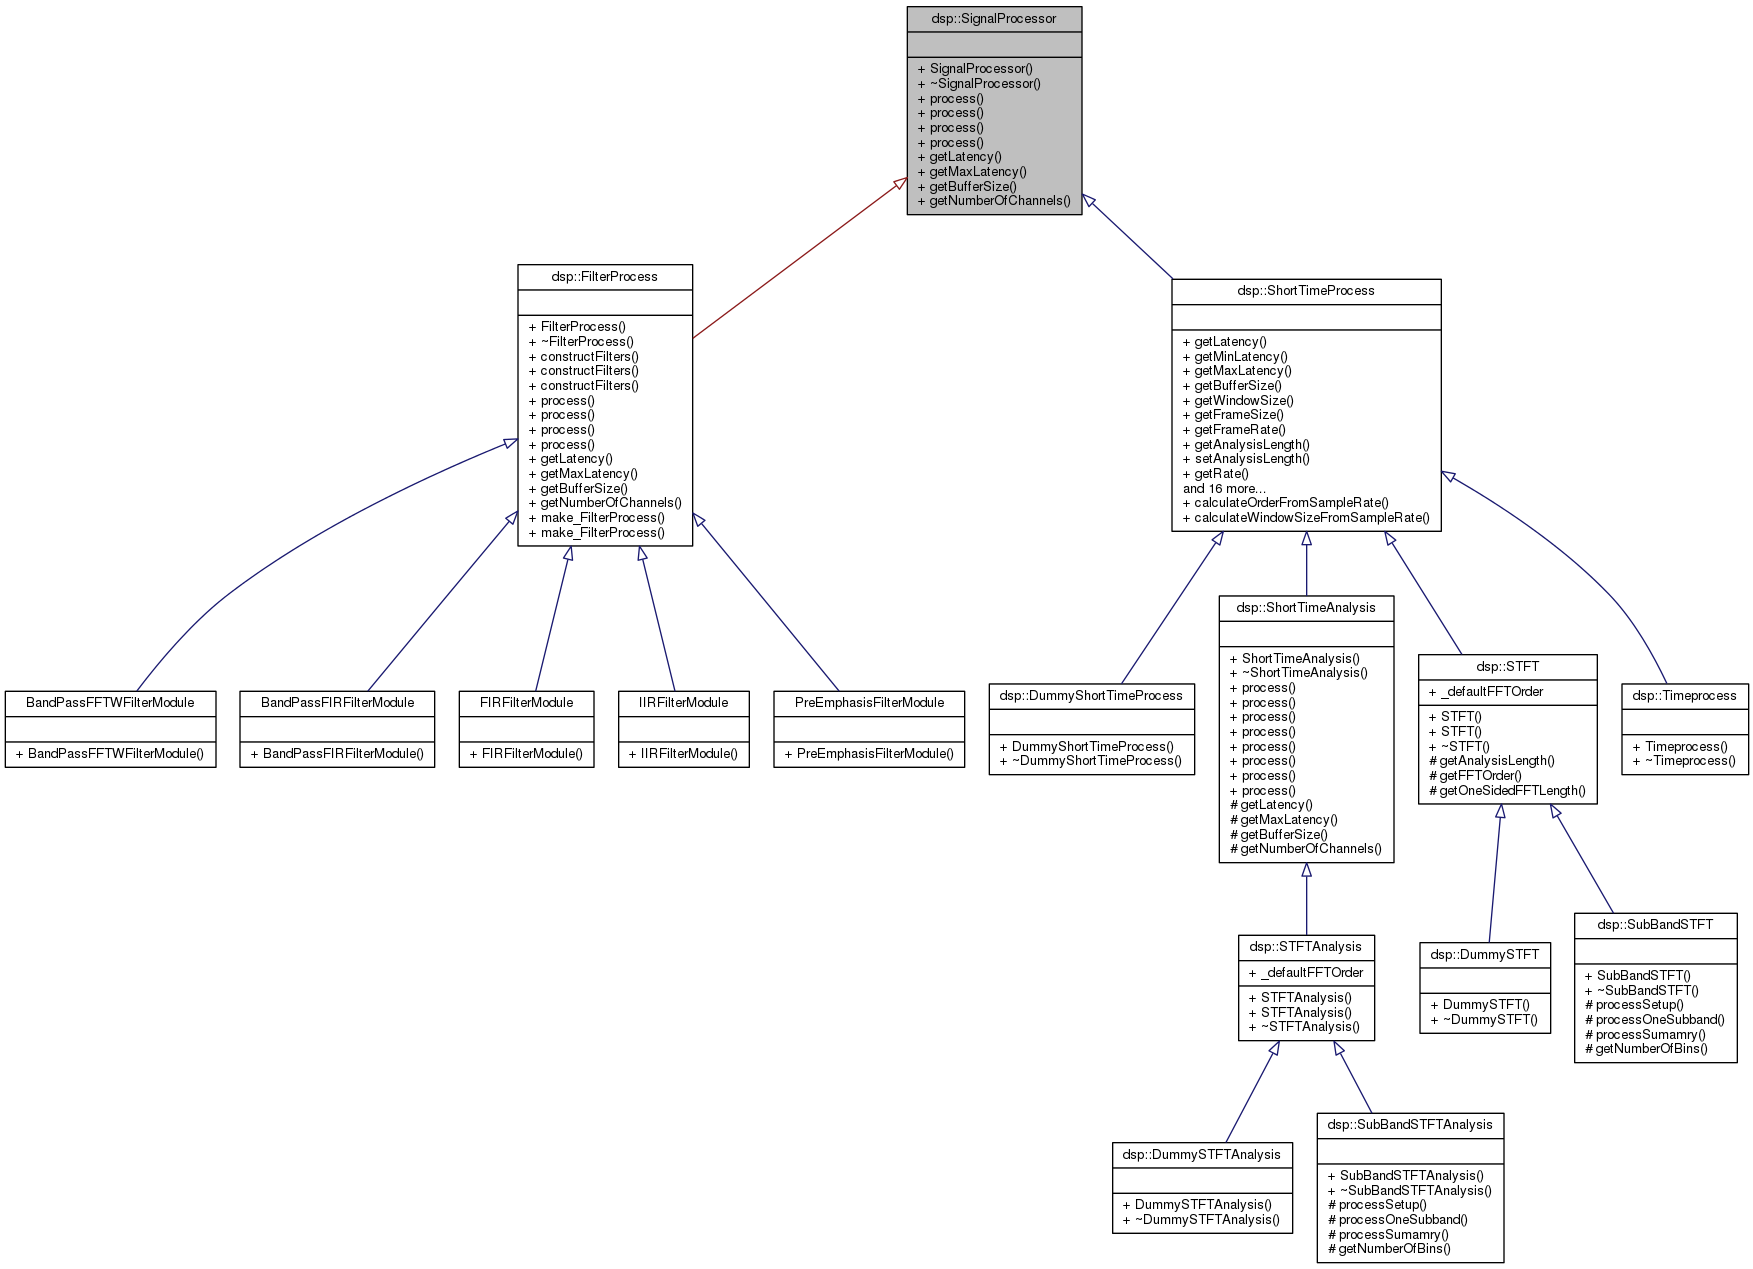 dsp::SignalProcessor
+ SignalProcessor()
+ ~SignalProcessor()
+ process()
+ process()
+ process()
+ process()
+ getLatency()
+ getMaxLatency()
+ getBufferSize()
+ getNumberOfChannels()
dsp::FilterProcess
+ FilterProcess()
+ ~FilterProcess()
+ constructFilters()
+ constructFilters()
+ constructFilters()
+ process()
+ process()
+ process()
+ process()
+ getLatency()
+ getMaxLatency()
+ getBufferSize()
+ getNumberOfChannels()
+ make_FilterProcess()
+ make_FilterProcess()
dsp::ShortTimeProcess
+ getLatency()
+ getMinLatency()
+ getMaxLatency()
+ getBufferSize()
+ getWindowSize()
+ getFrameSize()
+ getFrameRate()
+ getAnalysisLength()
+ setAnalysisLength()
+ getRate()
and 16 more...
+ calculateOrderFromSampleRate()
+ calculateWindowSizeFromSampleRate()
BandPassFFTWFilterModule
+ BandPassFFTWFilterModule()
BandPassFIRFilterModule
+ BandPassFIRFilterModule()
FIRFilterModule
+ FIRFilterModule()
IIRFilterModule
+ IIRFilterModule()
PreEmphasisFilterModule
+ PreEmphasisFilterModule()
dsp::DummyShortTimeProcess
+ DummyShortTimeProcess()
+ ~DummyShortTimeProcess()
dsp::ShortTimeAnalysis
+ ShortTimeAnalysis()
+ ~ShortTimeAnalysis()
+ process()
+ process()
+ process()
+ process()
+ process()
+ process()
+ process()
+ process()
# getLatency()
# getMaxLatency()
# getBufferSize()
# getNumberOfChannels()
dsp::STFT
+ _defaultFFTOrder
+ STFT()
+ STFT()
+ ~STFT()
# getAnalysisLength()
# getFFTOrder()
# getOneSidedFFTLength()
dsp::Timeprocess
+ Timeprocess()
+ ~Timeprocess()
dsp::STFTAnalysis
+ _defaultFFTOrder
+ STFTAnalysis()
+ STFTAnalysis()
+ ~STFTAnalysis()
dsp::DummySTFT
+ DummySTFT()
+ ~DummySTFT()
dsp::SubBandSTFT
+ SubBandSTFT()
+ ~SubBandSTFT()
# processSetup()
# processOneSubband()
# processSumamry()
# getNumberOfBins()
dsp::DummySTFTAnalysis
+ DummySTFTAnalysis()
+ ~DummySTFTAnalysis()
dsp::SubBandSTFTAnalysis
+ SubBandSTFTAnalysis()
+ ~SubBandSTFTAnalysis()
# processSetup()
# processOneSubband()
# processSumamry()
# getNumberOfBins()